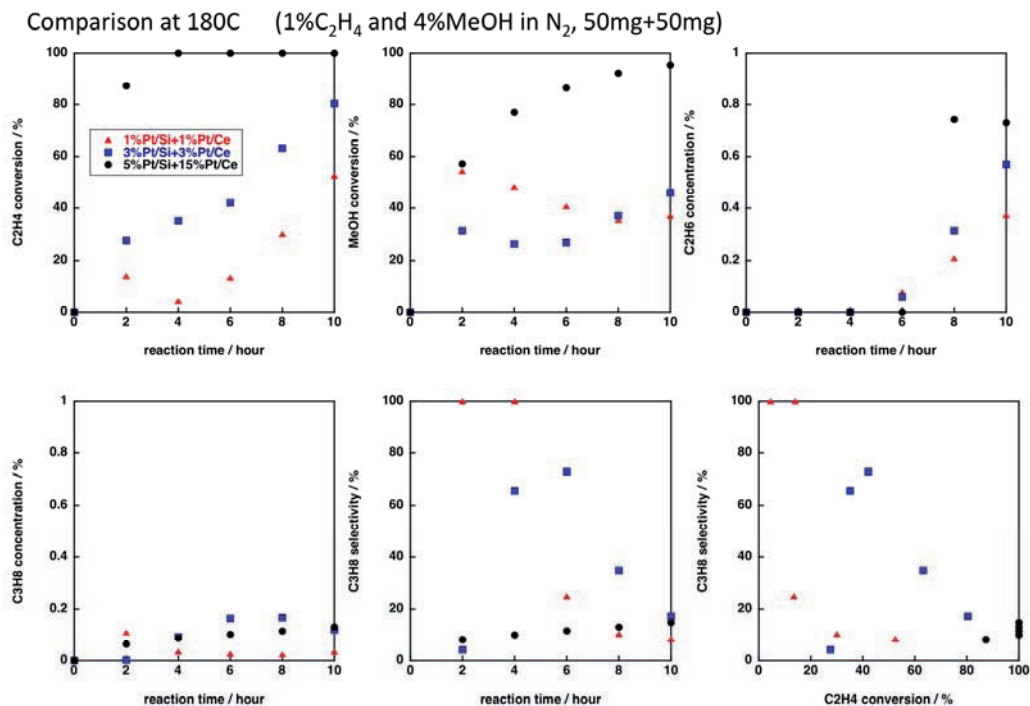 Comparison at 180C (1%C₂H₄ and 4%MeOH in N₂, 50mg+50mg)
100
80
60
40
20
0
C2H4 conversion / %
1%Pt/Si+1%Pt/Ce
3%Pt/Si+3%Pt/Ce
5%Pt/Si+15%Pt/Ce
0 2 4 6 8 10
reaction time / hour
100
80
60
40
20
0
MeOH conversion / %
0 2 4 6 8 10
reaction time / hour
1
0.8
0.6
0.4
0.2
0
C2H6 concentration / %
0 2 4 6 8 10
reaction time / hour
1
0.8
0.6
0.4
0.2
0
C3H8 concentration / %
0 2 4 6 8 10
reaction time / hour
100
80
60
40
20
0
C3H8 selectivity / %
0 2 4 6 8 10
reaction time / hour
100
80
60
40
20
0
C3H8 selectivity / %
0 20 40 60 80 100
C2H4 conversion / %